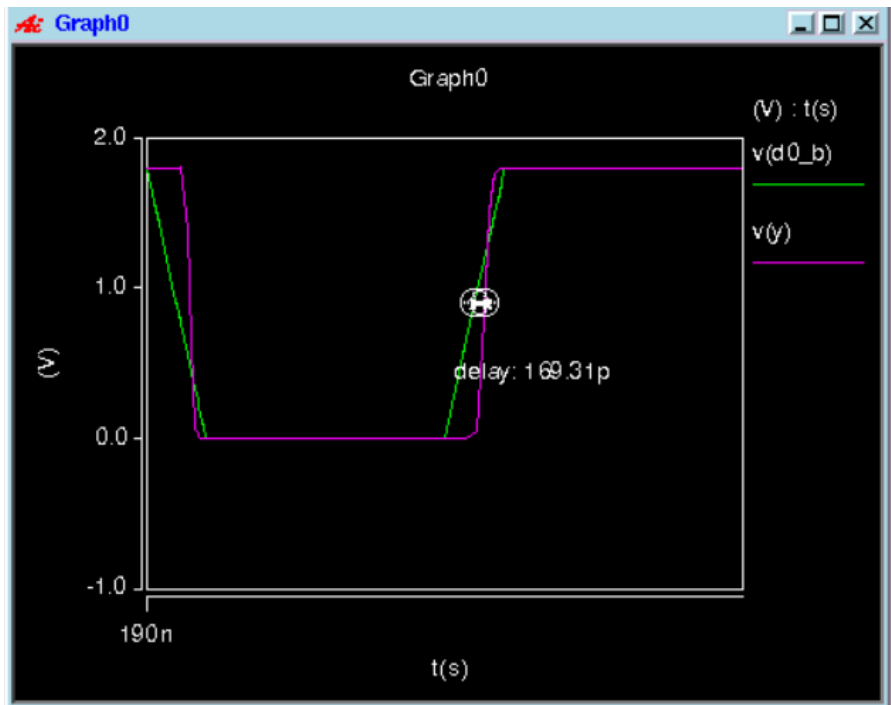 Graph0
Graph0
(V) : t(s)
v(d0_b)
v(y)
2.0
1.0
(V)
0.0
-1.0
delay: 169.31p
190n
t(s)